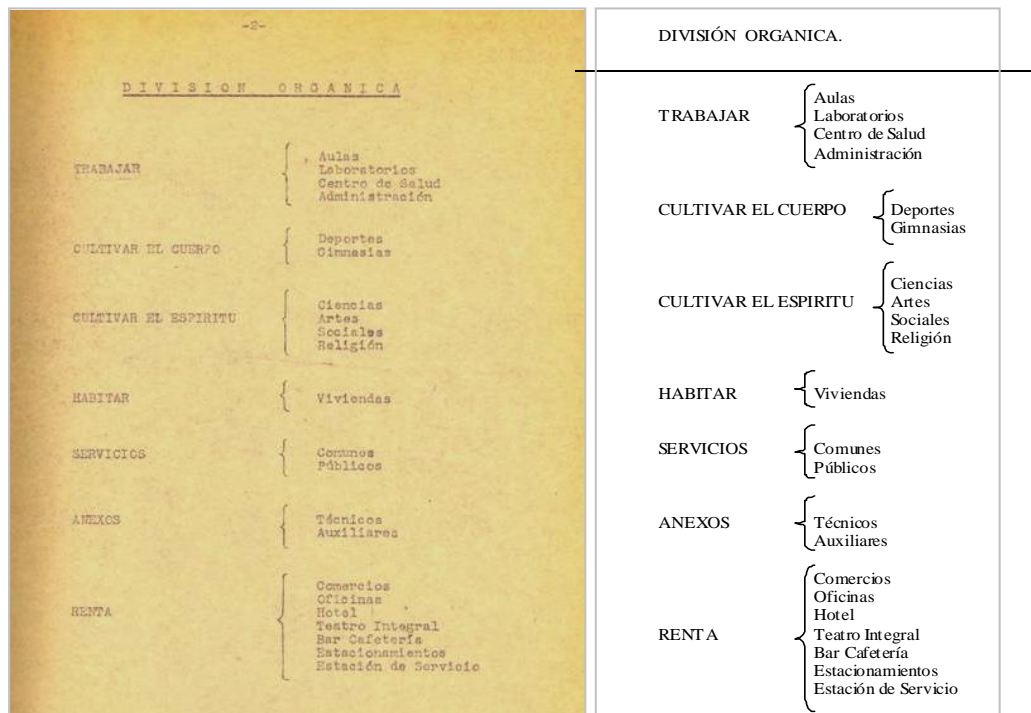 -2-
DIVISION ORGANICA
TRABAJAR
Aulas
Laboratorios
Centro de Salud
Administración
CULTIVAR EL CUERPO
Deportes
Gimnasias
CULTIVAR EL ESPIRITU
Ciencias
Artes
Sociales
Religión
HABITAR
Viviendas
SERVICIOS
Comunes
Públicos
ANEXOS
Técnicos
Auxiliares
RENTA
Comercios
Oficinas
Hotel
Teatro Integral
Bar Cafetería
Estacionamientos
Estación de Servicio
DIVISIÓN ORGANICA.
TRABAJAR
Aulas
Laboratorios
Centro de Salud
Administración
CULTIVAR EL CUERPO
Deportes
Gimnasias
CULTIVAR EL ESPIRITU
Ciencias
Artes
Sociales
Religión
HABITAR
Viviendas
SERVICIOS
Comunes
Públicos
ANEXOS
Técnicos
Auxiliares
RENTA
Comercios
Oficinas
Hotel
Teatro Integral
Bar Cafetería
Estacionamientos
Estación de Servicio